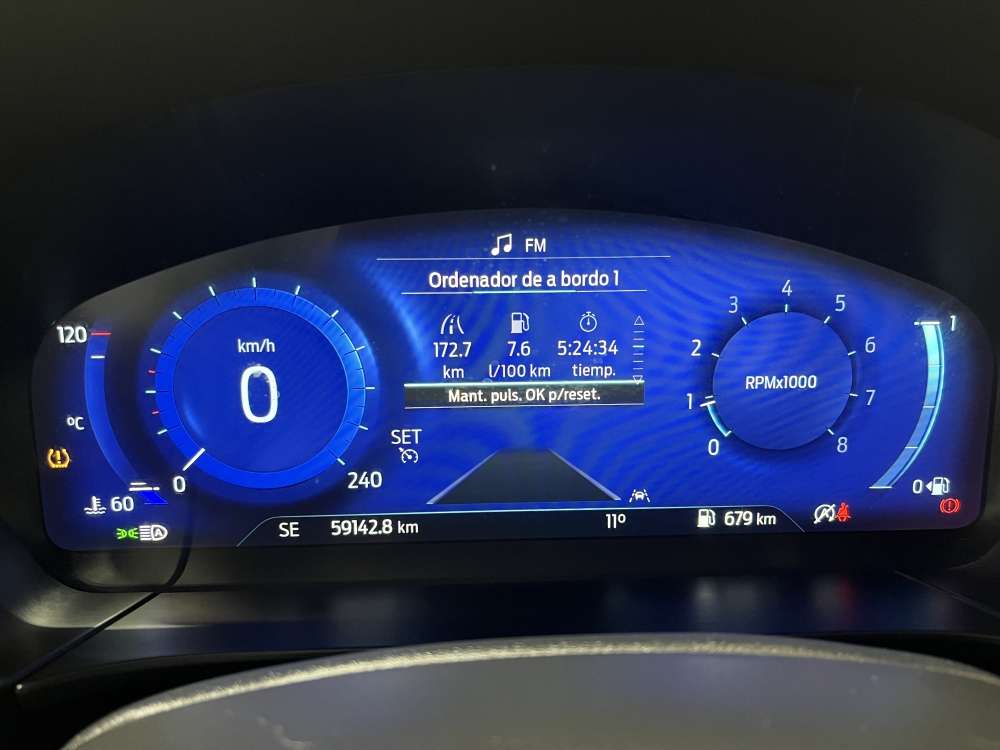 FM
Ordenador de a bordo 1
172.7 7.6 5:24:34
km l/100 km tiemp.
Mant. puls. OK p/reset.
120
°C
60
km/h
0
0
240
SET
RPMx1000
0
1
2
3
4
5
6
7
8
1
0
SE 59142.8 km 11° 679 km
A
A